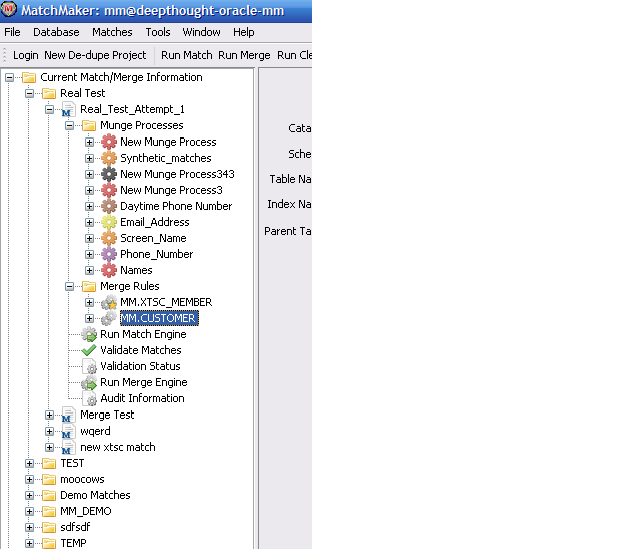 MatchMaker: mm@deepthought-oracle-mm
File Database Matches Tools Window Help
Login New De-dupe Project Run Match Run Merge Run Cle
Current Match/Merge Information
Real Test
Real_Test_Attempt_1
Munge Processes
New Munge Process
Synthetic_matches
New Munge Process343
New Munge Process3
Daytime Phone Number
Email_Address
Screen_Name
Phone_Number
Names
Merge Rules
MM.XTSC_MEMBER
MM.CUSTOMER
Run Match Engine
Validate Matches
Validation Status
Run Merge Engine
Audit Information
Merge Test
wqerd
new xtsc match
TEST
moocows
Demo Matches
MM_DEMO
sdfsdf
TEMP
Cata
Sche
Table Na
Index Na
Parent Ta